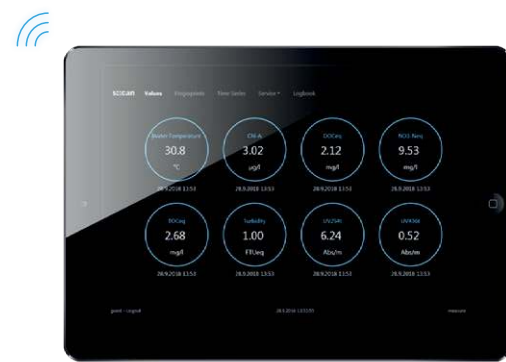 s::can Values Fingerprints Time Series Service Logbook
Water Temperature Chl-A DOCeq NO3-Neq
30.8 3.02 2.12 9.53
°C µg/l mg/l mg/l
28.9.2018 13:53 28.9.2018 13:53 28.9.2018 13:53 28.9.2018 13:53
TOCeq Turbidity UV254t
2.68 1.00 6.24 0.52
mg/l FTUeq Abs/m Abs/m
28.9.2018 13:53 28.9.2018 13:53 28.9.2018 13:53 28.9.2018 13:53
guest - Logout measure